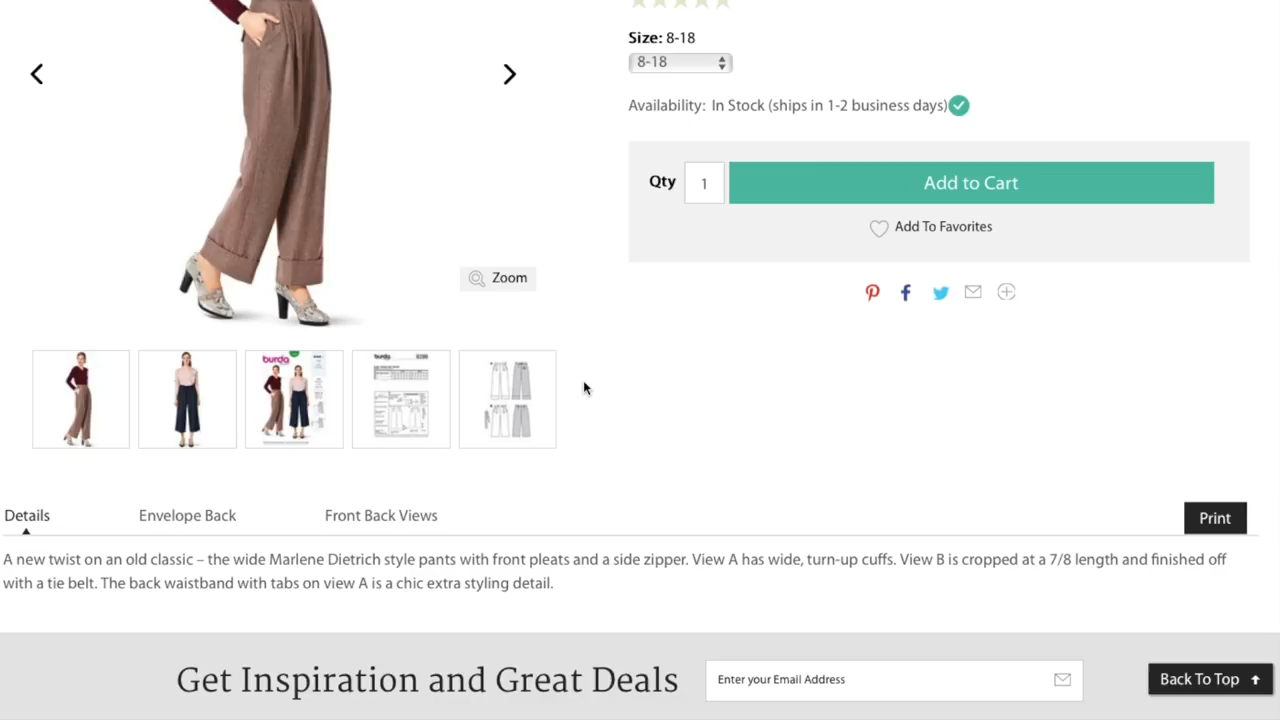 Size: 8-18
8-18
Availability: In Stock (ships in 1-2 business days)
Qty 1 Add to Cart
Add To Favorites
Zoom
burda
burda
Details Envelope Back Front Back Views Print
A new twist on an old classic – the wide Marlene Dietrich style pants with front pleats and a side zipper. View A has wide, turn-up cuffs. View B is cropped at a 7/8 length and finished off
with a tie belt. The back waistband with tabs on view A is a chic extra styling detail.
Get Inspiration and Great Deals Enter your Email Address Back To Top